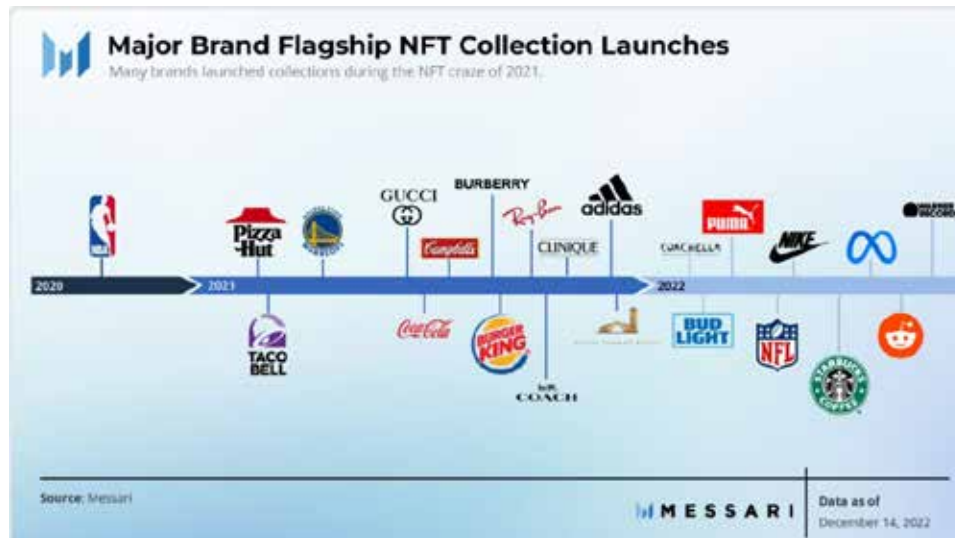 Major Brand Flagship NFT Collection Launches
Many brands launched collections during the NFT craze of 2021.
BURBERRY
GUCCI
Ray-Ban
adidas
Pizza
Hut
Campbell's
CLINIQUE
COACHELLA
PUMA
NIKE
2020
2021
2022
TACO
BELL
Coca-Cola
BURGER
KING
COACH
BUD
LIGHT
NFL
STARBUCKS
COFFEE
Source: Messari
MESSARI
Data as of
December 14, 2022